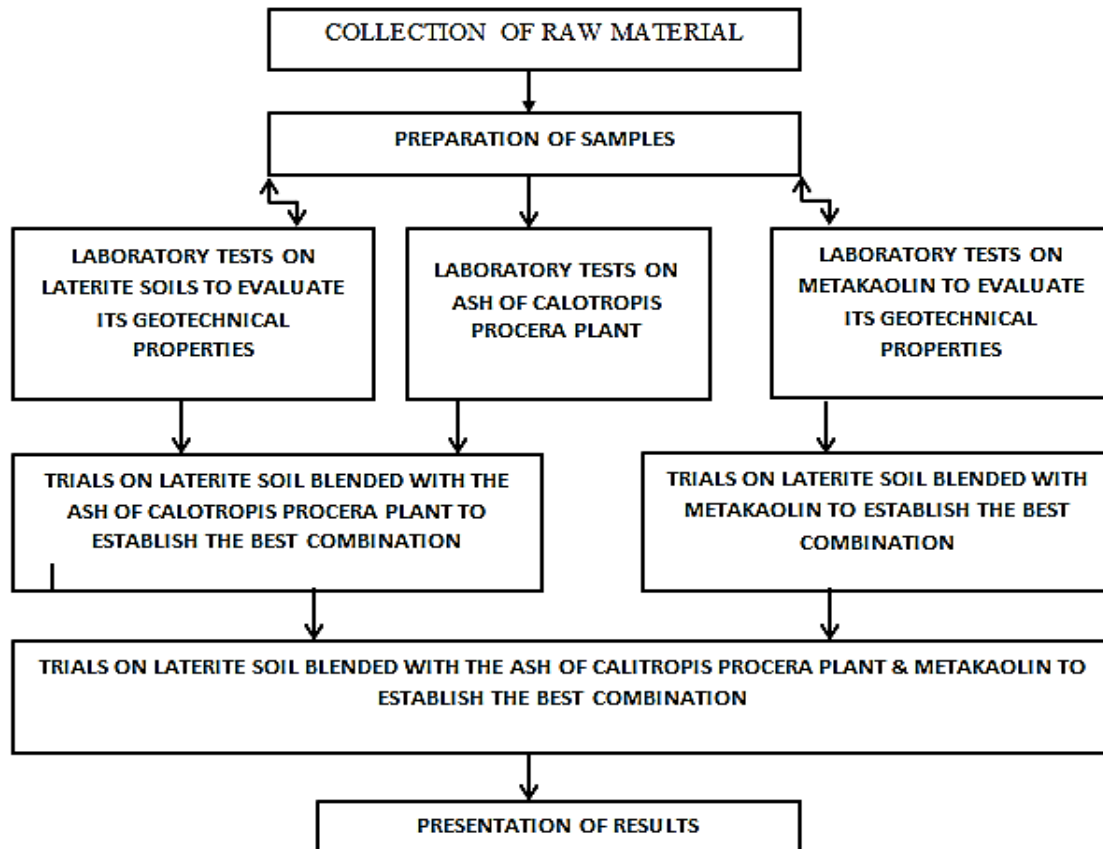 COLLECTION OF RAW MATERIAL
PREPARATION OF SAMPLES
LABORATORY TESTS ON
LATERITE SOILS TO EVALUATE
ITS GEOTECHNICAL
PROPERTIES
LABORATORY TESTS ON
ASH OF CALOTROPIS
PROCERA PLANT
LABORATORY TESTS ON
METAKAOLIN TO EVALUATE
ITS GEOTECHNICAL
PROPERTIES
TRIALS ON LATERITE SOIL BLENDED WITH THE
ASH OF CALOTROPIS PROCERA PLANT TO
ESTABLISH THE BEST COMBINATION
TRIALS ON LATERITE SOIL BLENDED WITH
METAKAOLIN TO ESTABLISH THE BEST
COMBINATION
TRIALS ON LATERITE SOIL BLENDED WITH THE ASH OF CALITROPIS PROCERA PLANT & METAKAOLIN TO
ESTABLISH THE BEST COMBINATION
PRESENTATION OF RESULTS